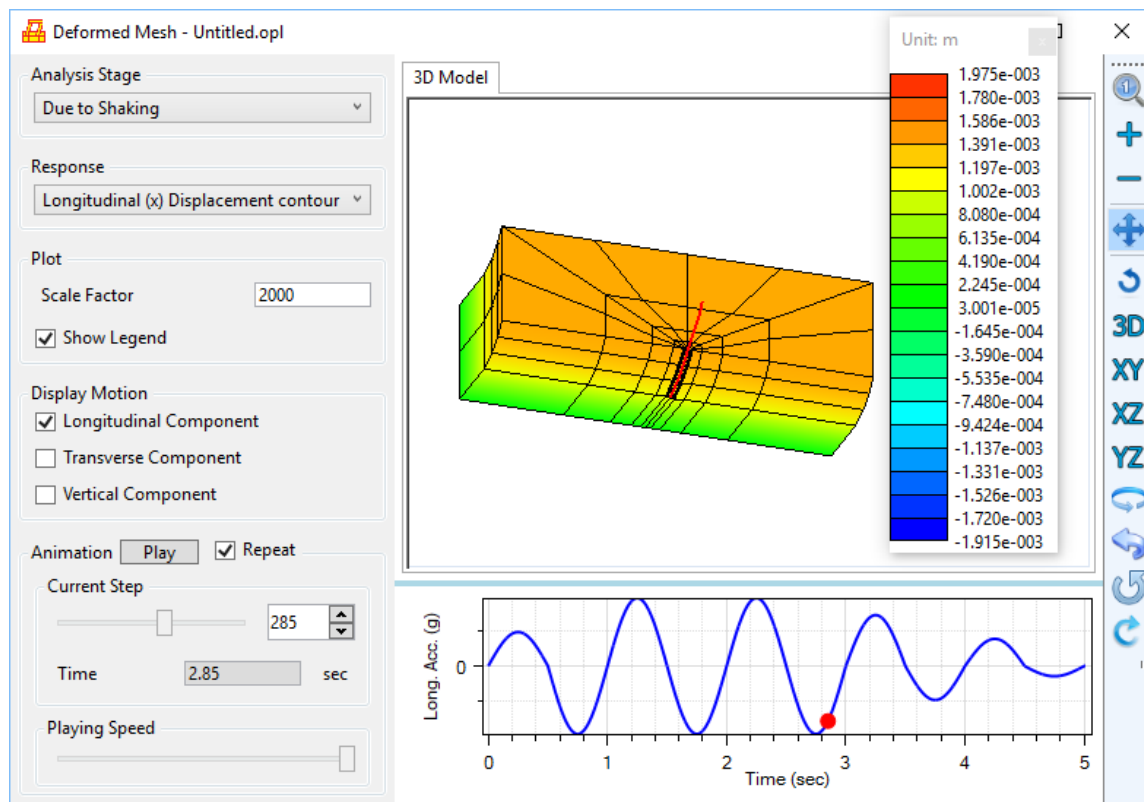 Deformed Mesh - Untitled.opl
Analysis Stage
Due to Shaking
Response
Longitudinal (x) Displacement contour
Plot
Scale Factor 2000
Show Legend
Display Motion
Longitudinal Component
Transverse Component
Vertical Component
Animation Play Repeat
Current Step
285
Time 2.85 sec
Playing Speed
3D Model
Unit: m
1.975e-003
1.780e-003
1.586e-003
1.391e-003
1.197e-003
1.002e-003
8.080e-004
6.135e-004
4.190e-004
2.245e-004
3.001e-005
-1.645e-004
-3.590e-004
-5.535e-004
-7.480e-004
-9.424e-004
-1.137e-003
-1.331e-003
-1.526e-003
-1.720e-003
-1.915e-003
1
3D
XY
XZ
YZ
Long. Acc. (g)
0
0 1 2 3 4 5
Time (sec)